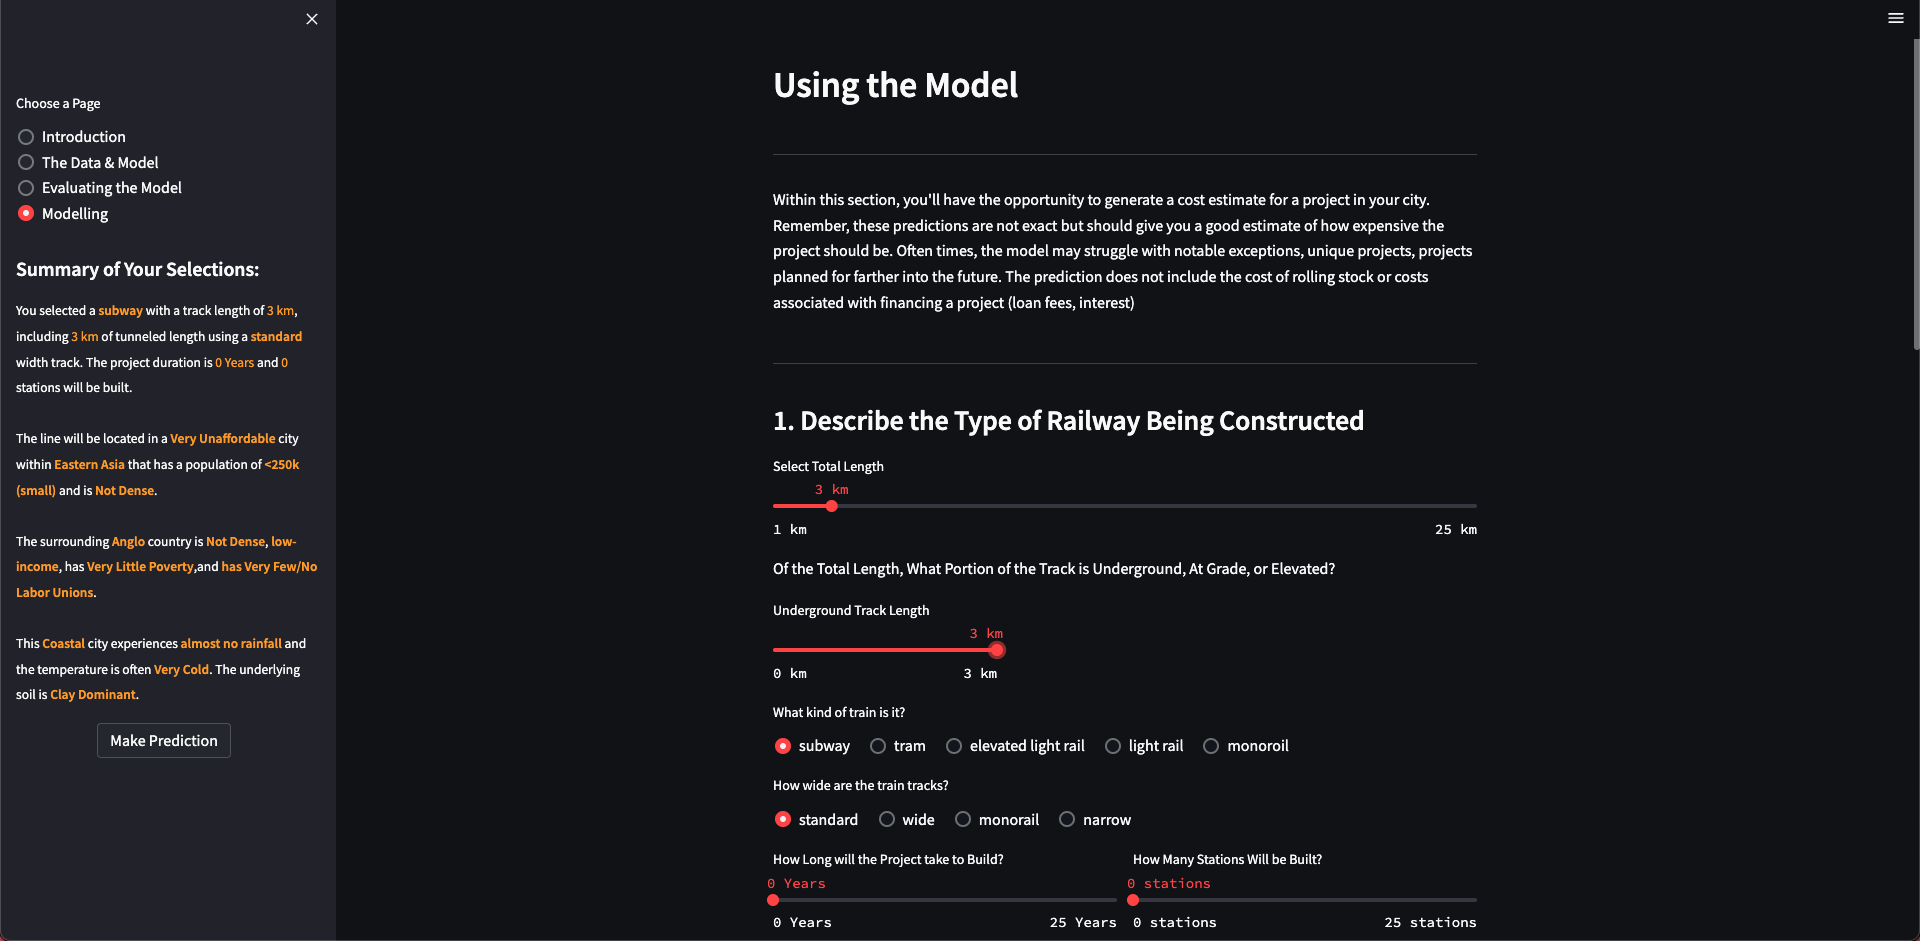 Choose a Page
Introduction
The Data & Model
Evaluating the Model
Modelling
Summary of Your Selections:
You selected a subway with a track length of 3 km,
including 3 km of tunneled length using a standard
width track. The project duration is 0 Years and 0
stations will be built.
The line will be located in a Very Unaffordable city
within Eastern Asia that has a population of <250k
(small) and is Not Dense.
The surrounding Anglo country is Not Dense, low-
income, has Very Little Poverty,and has Very Few/No
Labor Unions.
This Coastal city experiences almost no rainfall and
the temperature is often Very Cold. The underlying
soil is Clay Dominant.
Make Prediction
Using the Model
Within this section, you'll have the opportunity to generate a cost estimate for a project in your city.
Remember, these predictions are not exact but should give you a good estimate of how expensive the
project should be. Often times, the model may struggle with notable exceptions, unique projects, projects
planned for farther into the future. The prediction does not include the cost of rolling stock or costs
associated with financing a project (loan fees, interest)
1. Describe the Type of Railway Being Constructed
Select Total Length
3 km
1 km 25 km
Of the Total Length, What Portion of the Track is Underground, At Grade, or Elevated?
Underground Track Length
3 km
0 km 3 km
What kind of train is it?
subway tram elevated light rail light rail monoroil
How wide are the train tracks?
standard wide monorail narrow
How Long will the Project take to Build? How Many Stations Will be Built?
0 Years 0 stations
0 Years 25 Years 0 stations 25 stations